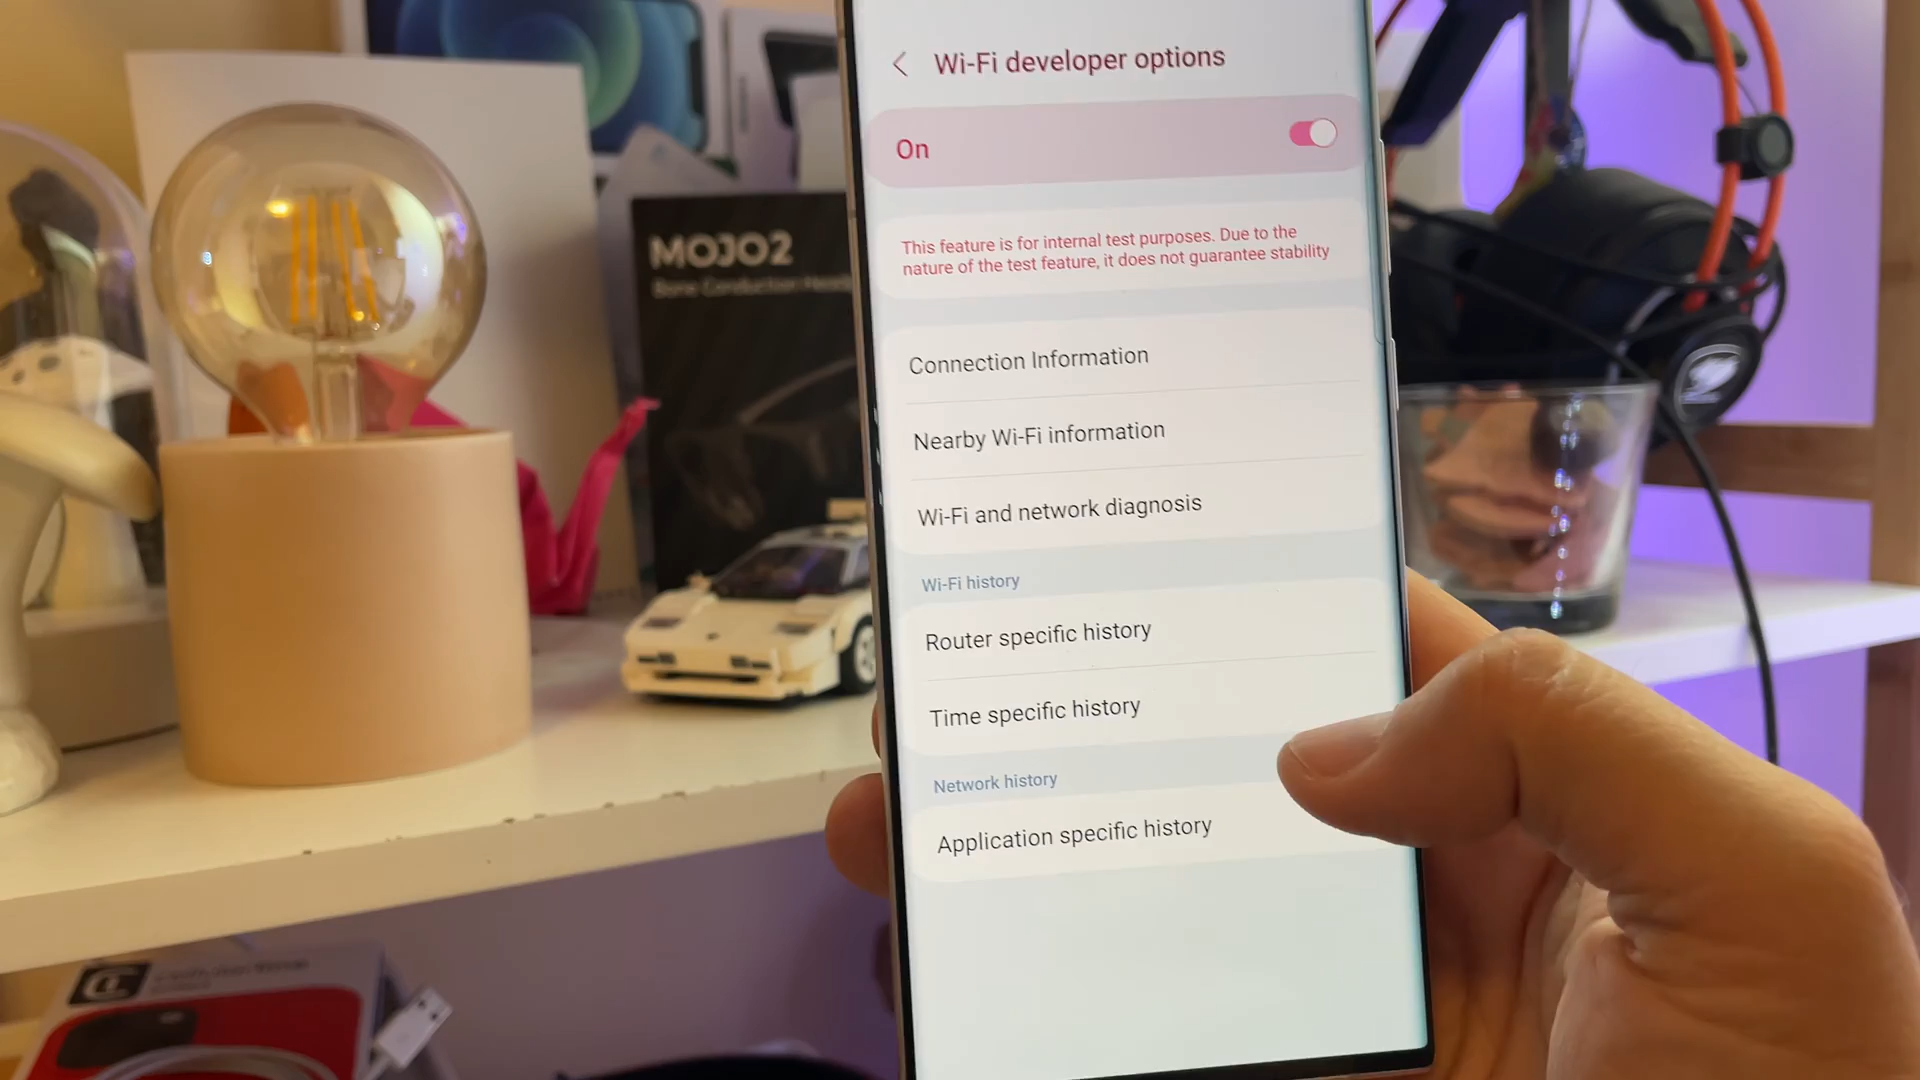 Wi-Fi developer options
On
This feature is for internal test purposes. Due to the
nature of the test feature, it does not guarantee stability
Connection Information
Nearby Wi-Fi information
Wi-Fi and network diagnosis
Wi-Fi history
Router specific history
Time specific history
Network history
Application specific history
MOJO2
Bone Conduction